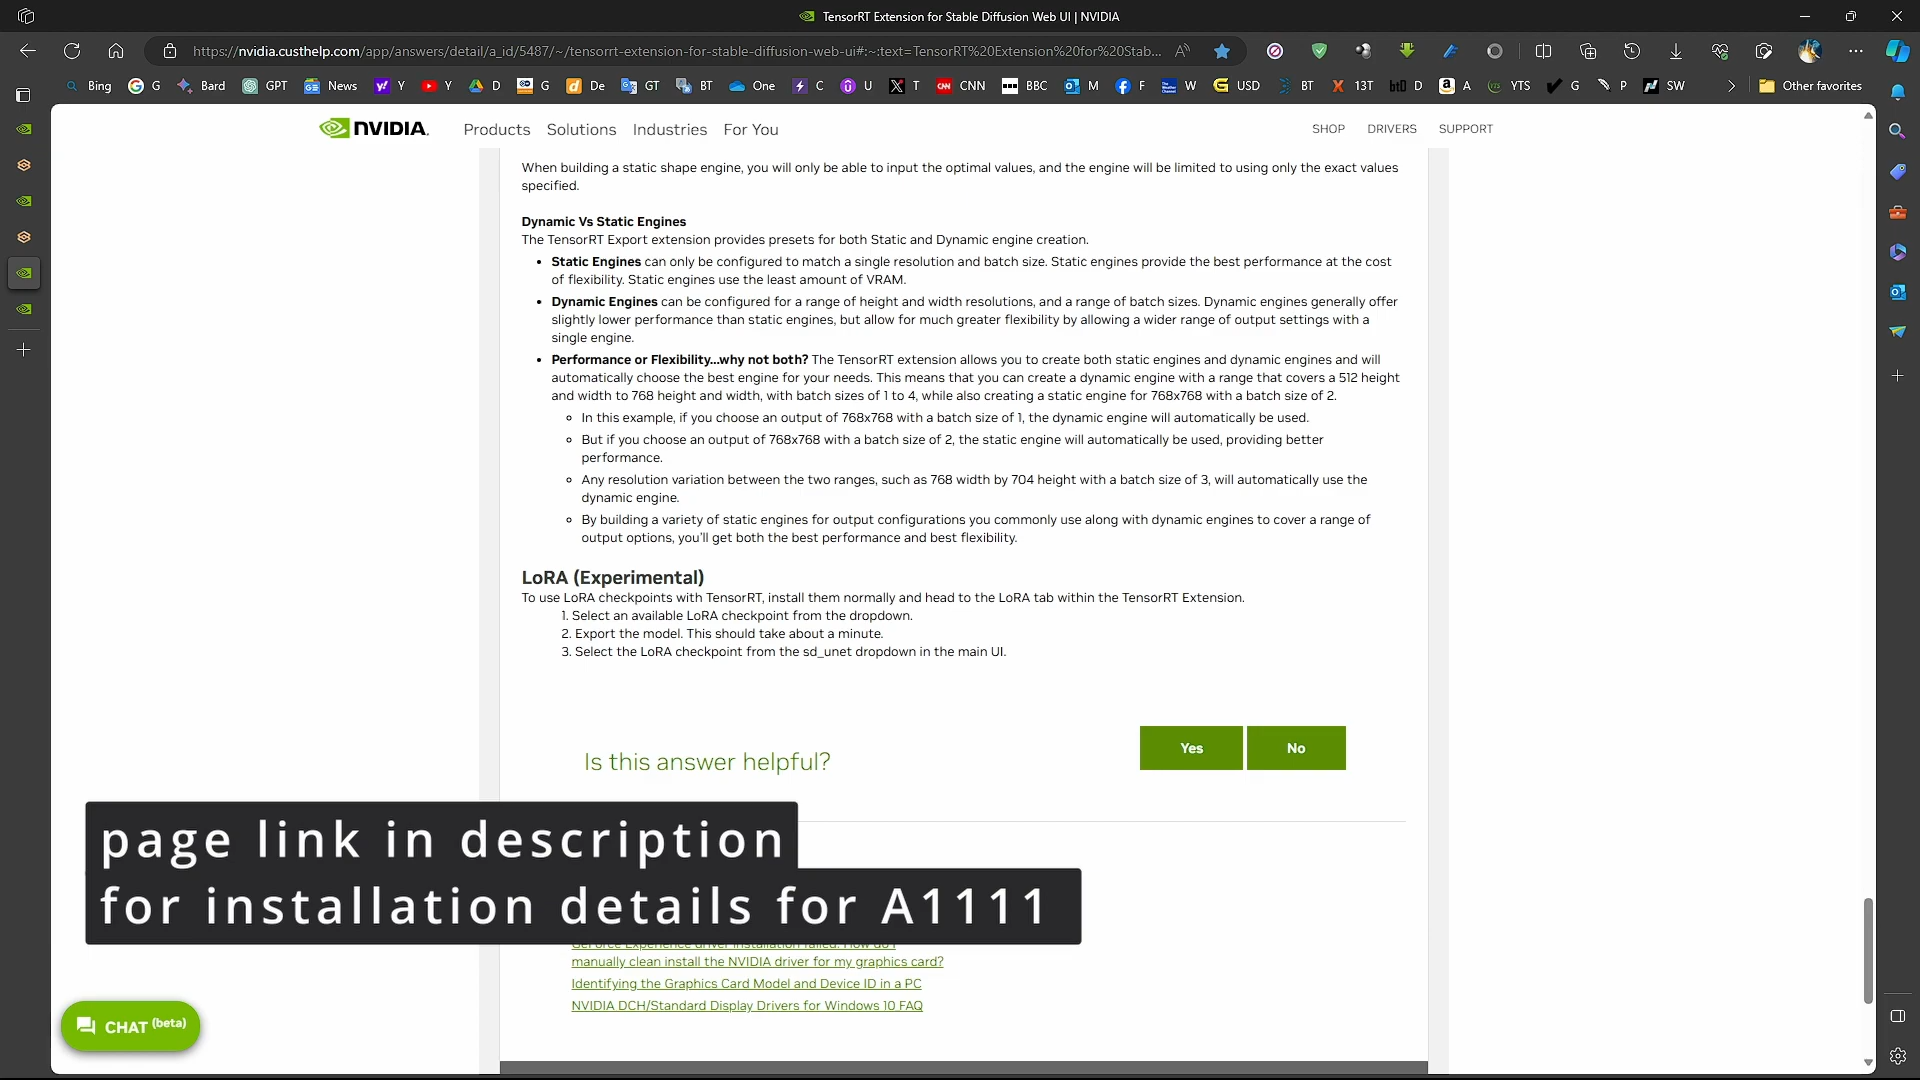 TensorRT Extension for Stable Diffusion Web UI | NVIDIA
https://nvidia.custhelp.com/app/answers/detail/a_id/5487/~/tensorrt-extension-for-stable-diffusion-web-ui#:~:text=TensorRT%20Extension%20for%20Stab...
Bing G Bard GPT News Y Y D G De GT BT One C U T CNN BBC M F W USD BT 13T D A YTS G P SW Other favorites
NVIDIA. Products Solutions Industries For You SHOP DRIVERS SUPPORT
When building a static shape engine, you will only be able to input the optimal values, and the engine will be limited to using only the exact values
specified.
Dynamic Vs Static Engines
The TensorRT Export extension provides presets for both Static and Dynamic engine creation.
• Static Engines can only be configured to match a single resolution and batch size. Static engines provide the best performance at the cost
of flexibility. Static engines use the least amount of VRAM.
• Dynamic Engines can be configured for a range of height and width resolutions, and a range of batch sizes. Dynamic engines generally offer
slightly lower performance than static engines, but allow for much greater flexibility by allowing a wider range of output settings with a
single engine.
• Performance or Flexibility...why not both? The TensorRT extension allows you to create both static engines and dynamic engines and will
automatically choose the best engine for your needs. This means that you can create a dynamic engine with a range that covers a 512 height
and width to 768 height and width, with batch sizes of 1 to 4, while also creating a static engine for 768x768 with a batch size of 2.
◦ In this example, if you choose an output of 768x768 with a batch size of 1, the dynamic engine will automatically be used.
◦ But if you choose an output of 768x768 with a batch size of 2, the static engine will automatically be used, providing better
performance.
◦ Any resolution variation between the two ranges, such as 768 width by 704 height with a batch size of 3, will automatically use the
dynamic engine.
◦ By building a variety of static engines for output configurations you commonly use along with dynamic engines to cover a range of
output options, you'll get both the best performance and best flexibility.
LoRA (Experimental)
To use LoRA checkpoints with TensorRT, install them normally and head to the LoRA tab within the TensorRT Extension.
1. Select an available LoRA checkpoint from the dropdown.
2. Export the model. This should take about a minute.
3. Select the LoRA checkpoint from the sd_unet dropdown in the main UI.
Is this answer helpful? Yes No
page link in description
for installation details for A1111
GeForce Experience driver installation failed. How do I
manually clean install the NVIDIA driver for my graphics card?
Identifying the Graphics Card Model and Device ID in a PC
NVIDIA DCH/Standard Display Drivers for Windows 10 FAQ
CHAT (beta)